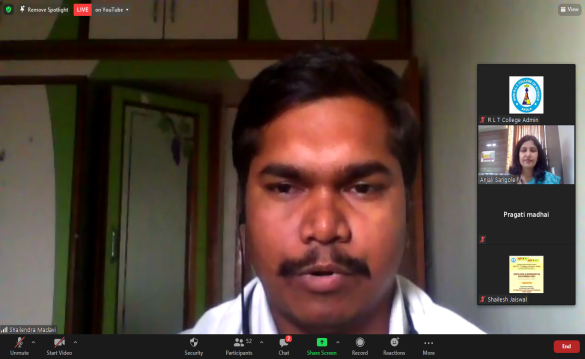 Remove Spotlight
LIVE
on YouTube
View
R L T College Admin
Anjali Sangole
Pragati madhai
Shailesh Jaiswal
Shailendra Madavi
Unmute
Start Video
Security
Participants
52
Chat
Share Screen
Record
Reactions
More
End